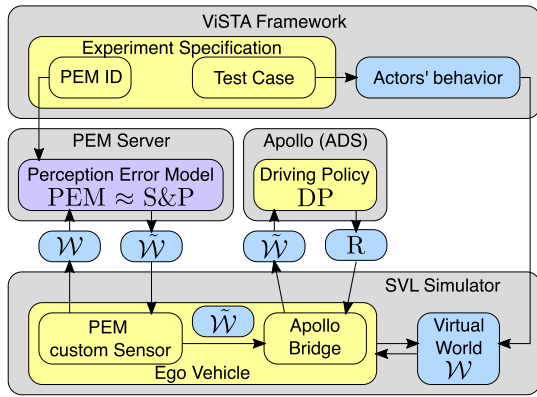 ViSTA Framework
Experiment Specification
PEM ID
Test Case
Actors' behavior
PEM Server
Apollo (ADS)
Perception Error Model
PEM ≈ S&P
Driving Policy
DP
𝒲
𝒲̃
𝒲̃
R
SVL Simulator
PEM
custom Sensor
𝒲̃
Apollo
Bridge
Virtual
World
𝒲
Ego Vehicle